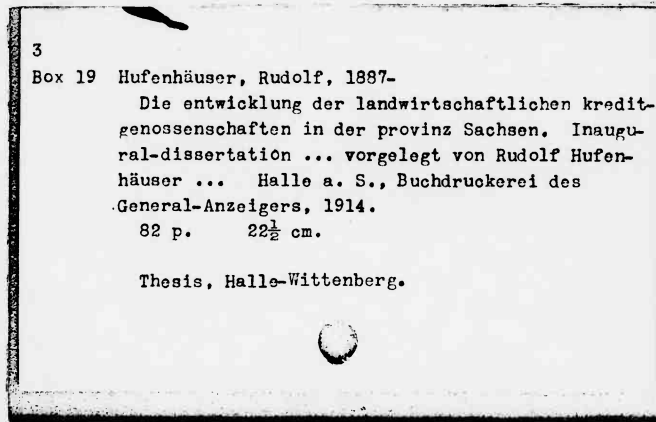 3
Box 19 Hufenhäuser, Rudolf, 1887-
Die entwicklung der landwirtschaftlichen kredit-
genossenschaften in der provinz Sachsen. Inaugu-
ral-dissertation ... vorgelegt von Rudolf Hufen-
häuser ... Halle a. S., Buchdruckerei des
General-Anzeigers, 1914.
82 p. 22½ cm.
Thesis, Halle-Wittenberg.